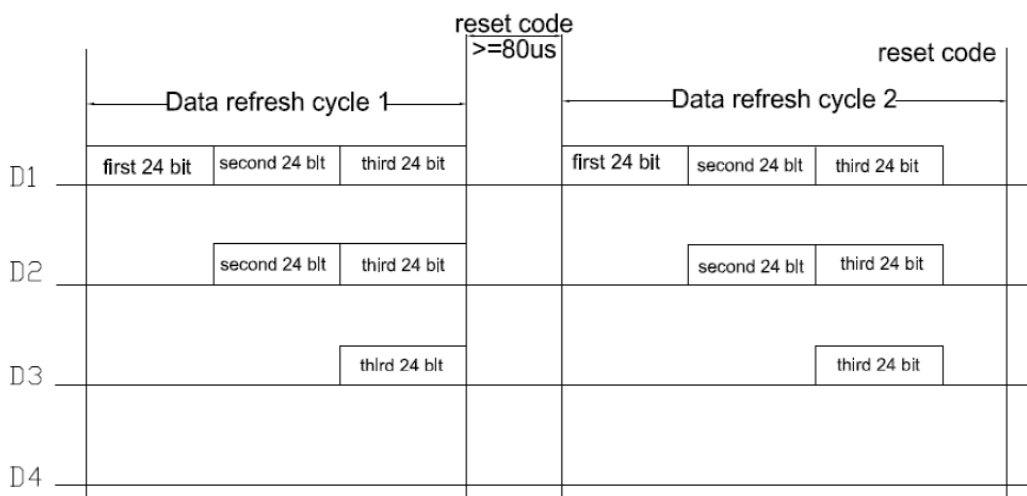 reset code
>=80us
reset code
Data refresh cycle 1
Data refresh cycle 2
D1 first 24 bit second 24 blt third 24 bit first 24 bit second 24 blt third 24 bit
D2 second 24 blt third 24 bit second 24 blt third 24 bit
D3 thlrd 24 blt third 24 bit
D4